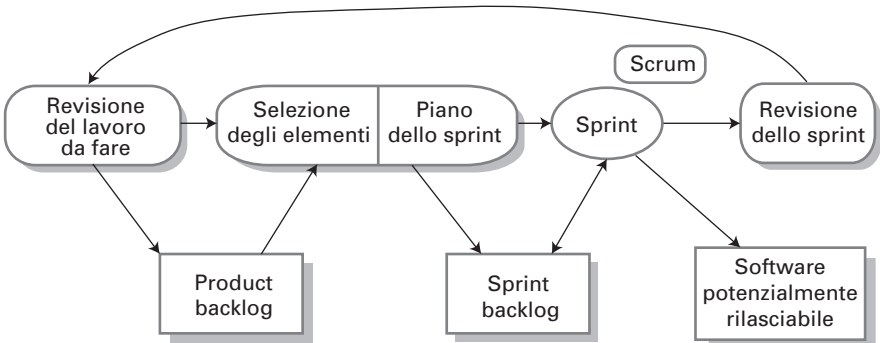 Scrum
Revisione
del lavoro
da fare
Selezione
degli elementi
Piano
dello sprint
Sprint
Revisione
dello sprint
Product
backlog
Sprint
backlog
Software
potenzialmente
rilasciabile